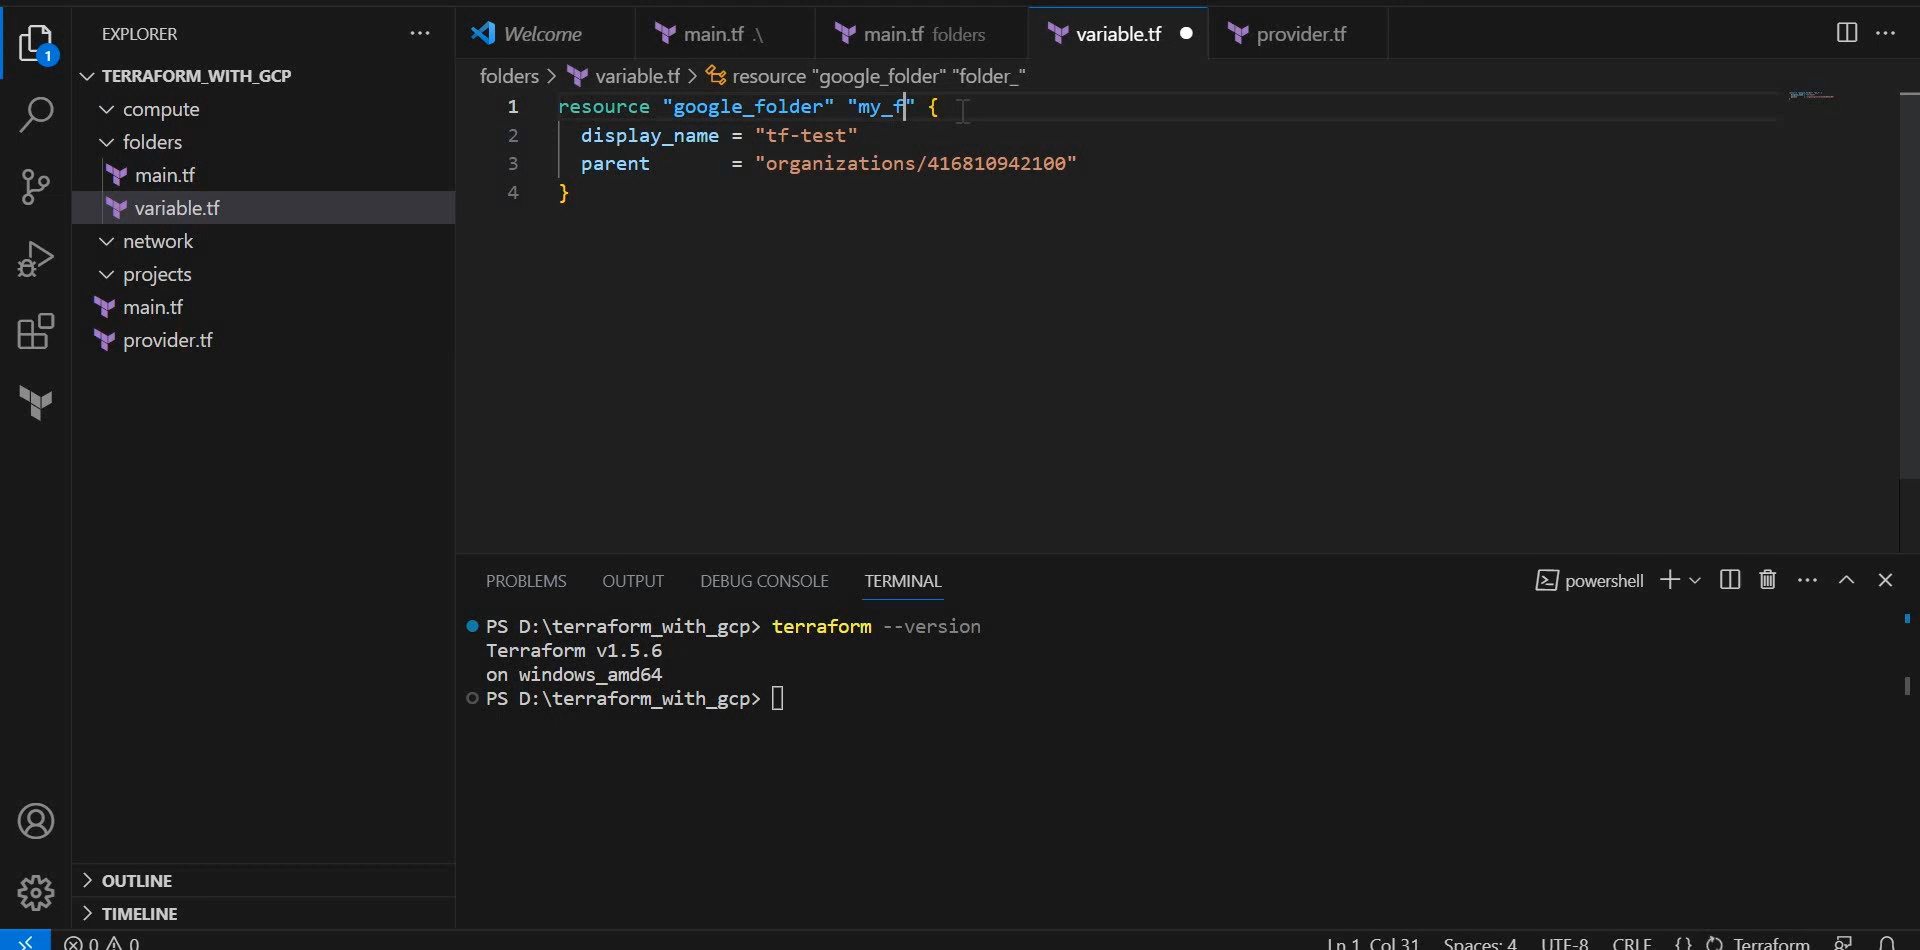 EXPLORER
TERRAFORM_WITH_GCP
compute
folders
main.tf
variable.tf
network
projects
main.tf
provider.tf
OUTLINE
TIMELINE
1
Welcome
main.tf .\
main.tf folders
variable.tf
provider.tf
folders > variable.tf > resource "google_folder" "folder_"
1 resource "google_folder" "my_f" {
2 display_name = "tf-test"
3 parent = "organizations/416810942100"
4 }
PROBLEMS OUTPUT DEBUG CONSOLE TERMINAL
powershell
PS D:\terraform_with_gcp> terraform --version
Terraform v1.5.6
on windows_amd64
PS D:\terraform_with_gcp>
0 0
Ln 1, Col 31 Spaces: 4 UTF-8 CRLF {} Terraform